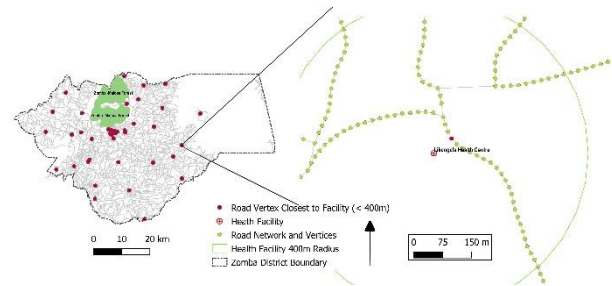 Zomba-Malosa Forest
Likangala Health Centre
Road Vertex Closest to Facility (< 400m)
Heath Facility
Road Network and Vertices
Health Facility 400m Radius
Zomba District Boundary
0 10 20 km
0 75 150 m